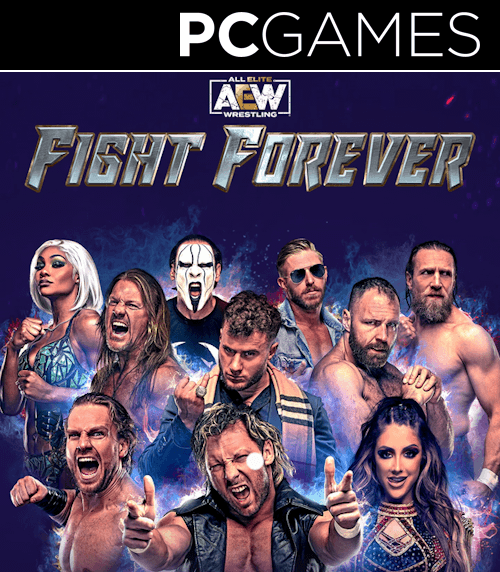 PCGAMES
ALL ELITE
AEW
WRESTLING
FIGHT FOREVER